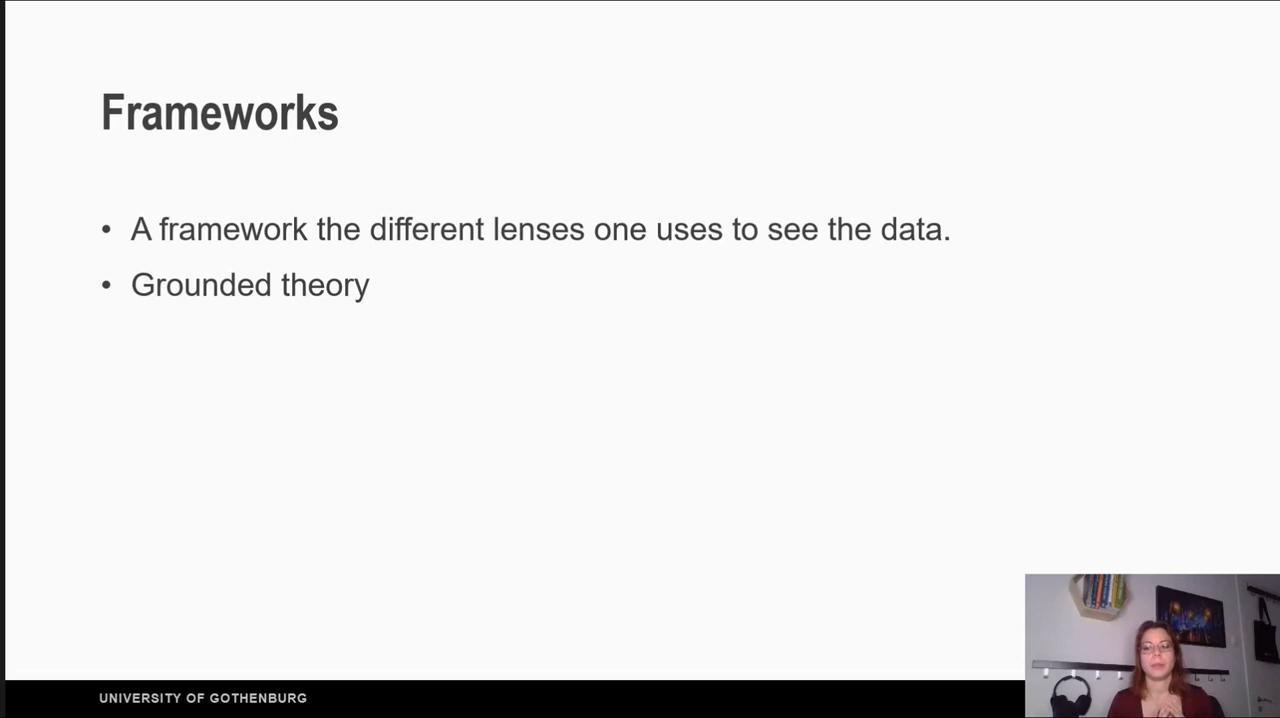 Frameworks
• A framework the different lenses one uses to see the data.
• Grounded theory
UNIVERSITY OF GOTHENBURG